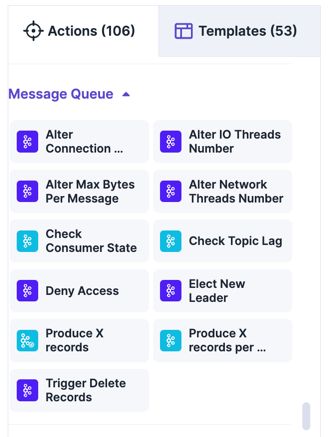 Actions (106)
Templates (53)
Message Queue
Alter
Connection ...
Alter IO Threads
Number
Alter Max Bytes
Per Message
Alter Network
Threads Number
Check
Consumer State
Check Topic Lag
Deny Access
Elect New
Leader
Produce X
records
Produce X
records per ...
Trigger Delete
Records